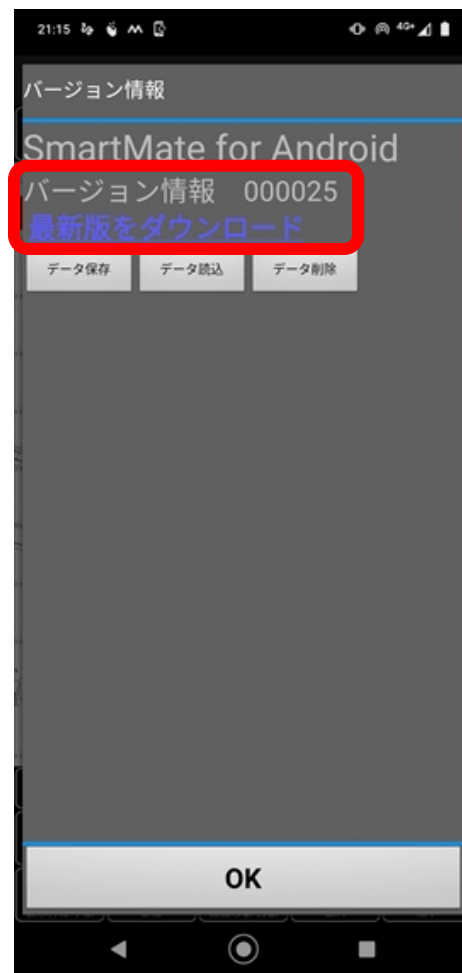 21:15
4G+
バージョン情報
SmartMate for Android
バージョン情報　000025
最新版をダウンロード
データ保存 データ読込 データ削除
OK